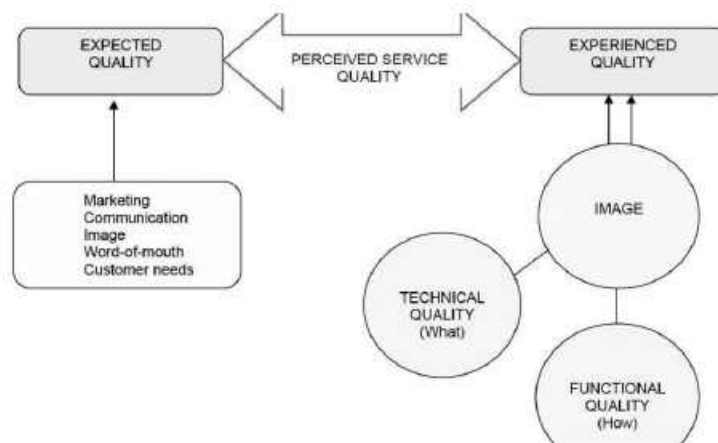 EXPECTED
QUALITY
PERCEIVED SERVICE
QUALITY
EXPERIENCED
QUALITY
Marketing
Communication
Image
Word-of-mouth
Customer needs
IMAGE
TECHNICAL
QUALITY
(What)
FUNCTIONAL
QUALITY
(How)